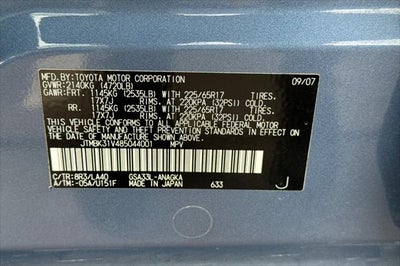 MFD. BY: TOYOTA MOTOR CORPORATION 09/07
GVWR: 2140KG (4720LB)
GAWR: FRT. 1145KG (2535LB) WITH 225/65R17 TIRES,
17X7J RIMS, AT 220KPA (32PSI) COLD.
RR. 1145KG (2535LB) WITH 225/65R17 TIRES,
17X7J RIMS, AT 220KPA (32PSI) COLD.
THIS VEHICLE CONFORMS TO ALL APPLICABLE FEDERAL
MOTOR VEHICLE SAFETY AND THEFT PREVENTION
STANDARDS IN EFFECT ON THE DATE OF
MANUFACTURE SHOWN ABOVE.
JTMBK31V485044001 MPV
C/TR: 8R3/LA40 GSA33L-ANAGKA
A/TM: -05A/U151F MADE IN JAPAN 633 J